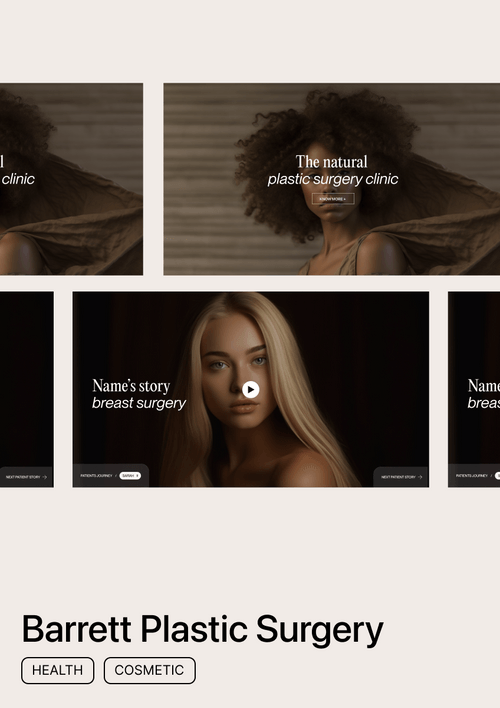 l
clinic
The natural
plastic surgery clinic
KNOW MORE
Name's story
breast surgery
PATIENTS JOURNEY
SARAH
NEXT PATIENT STORY →
NEXT PATIENT STORY →
Name
breas
PATIENTS JOURNEY
Barrett Plastic Surgery
HEALTH
COSMETIC